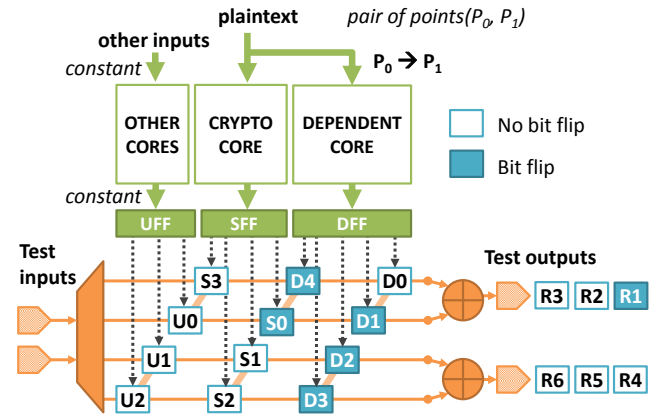 plaintext
pair of points(P0, P1)
other inputs
constant
P0 → P1
OTHER CORES
CRYPTO CORE
DEPENDENT CORE
No bit flip
Bit flip
constant
UFF
SFF
DFF
Test inputs
Test outputs
S3
D4
D0
R3
R2
R1
U0
S0
D1
U1
S1
D2
R6
R5
R4
U2
S2
D3